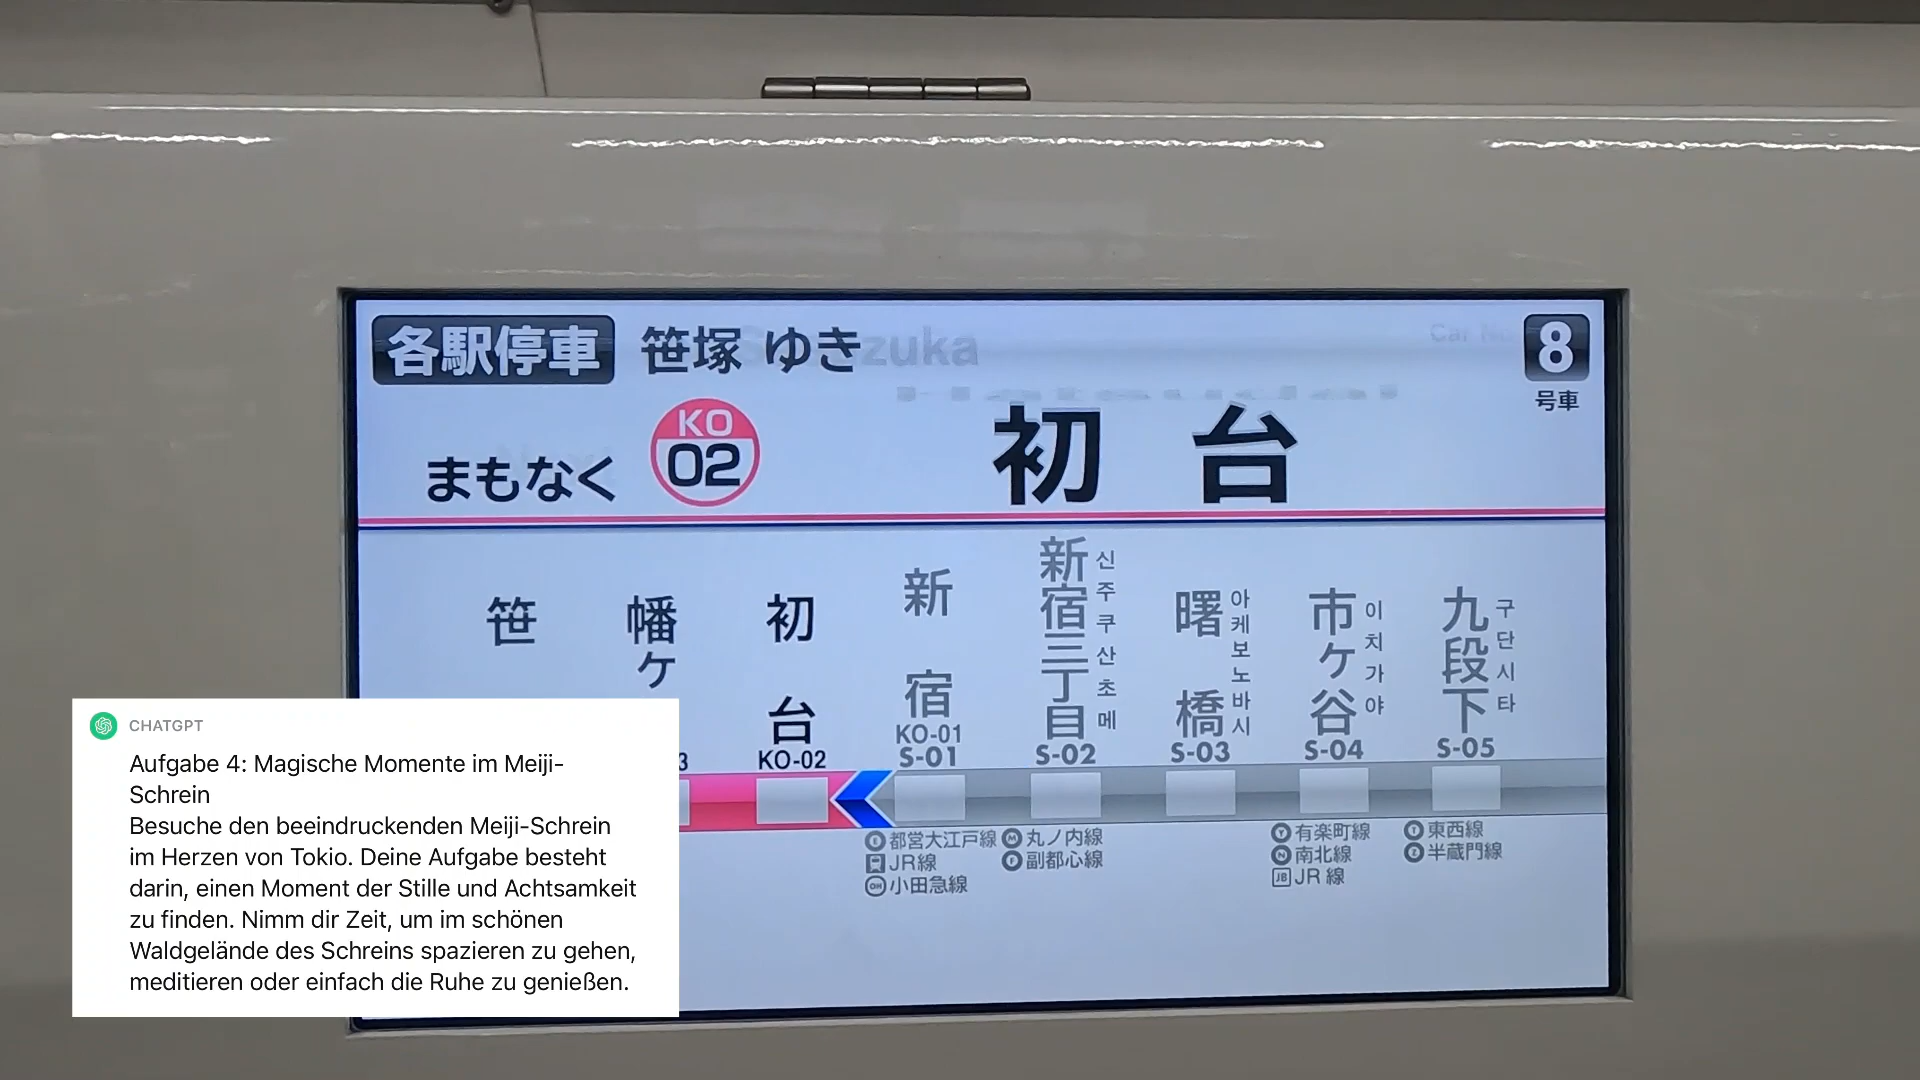 各駅停車 笹塚 ゆき
8
号車
まもなく KO 02 初台
笹
幡ケ
初台
新宿
新宿三丁目 신주쿠산초메
曙橋 아케보노바시
市ケ谷 이치가야
九段下 구단시타
3 KO-02 KO-01 S-01 S-02 S-03 S-04 S-05
E 都営大江戸線
JR線
OH 小田急線
M 丸ノ内線
F 副都心線
Y 有楽町線
N 南北線
JB JR 線
T 東西線
Z 半蔵門線
CHATGPT
Aufgabe 4: Magische Momente im Meiji-
Schrein
Besuche den beeindruckenden Meiji-Schrein
im Herzen von Tokio. Deine Aufgabe besteht
darin, einen Moment der Stille und Achtsamkeit
zu finden. Nimm dir Zeit, um im schönen
Waldgelände des Schreins spazieren zu gehen,
meditieren oder einfach die Ruhe zu genießen.